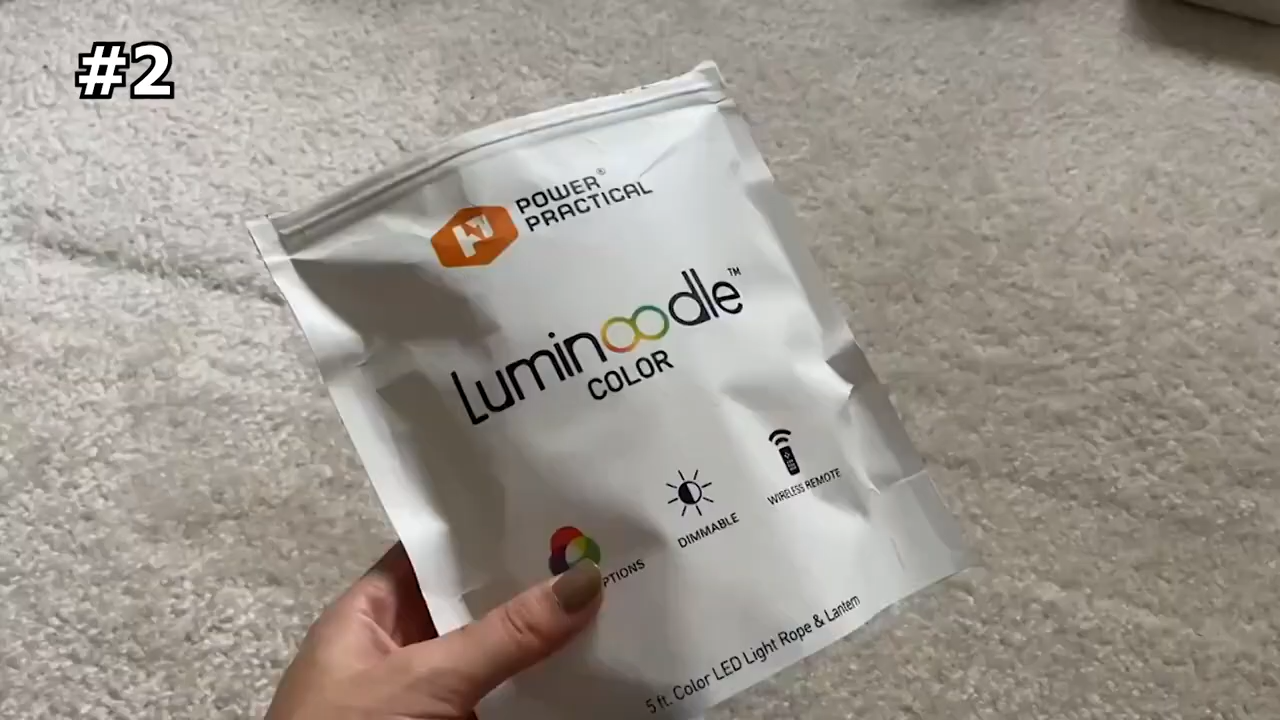 #2
POWER®
PRACTICAL
Luminoodle™
COLOR
WIRELESS REMOTE
DIMMABLE
5 ft. Color LED Light Rope & Lantern